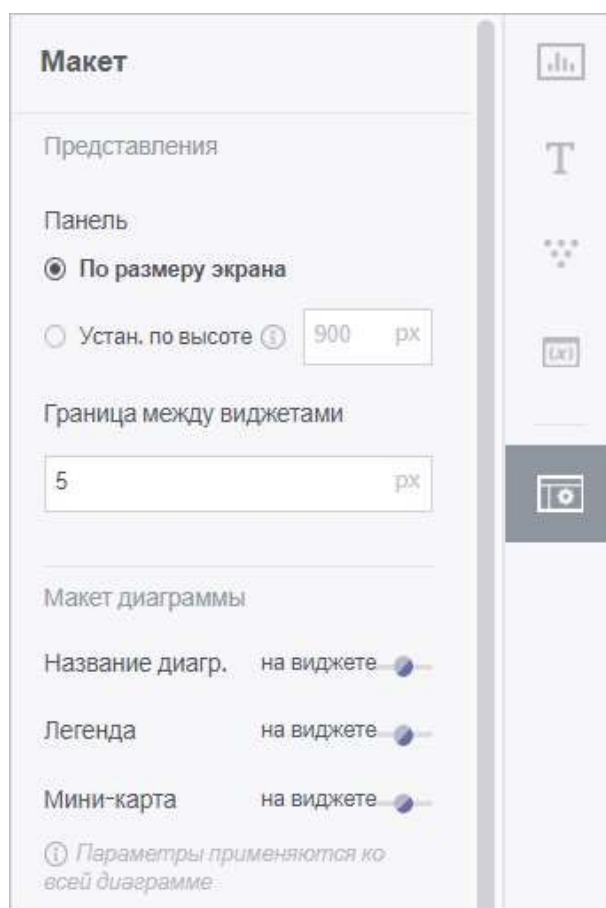 Макет
Представления
Панель
По размеру экрана
Устан. по высоте 900 px
Граница между виджетами
5 px
Макет диаграммы
Название диагр. на виджете
Легенда на виджете
Мини-карта на виджете
Параметры применяются ко
всей диаграмме
T
(x)